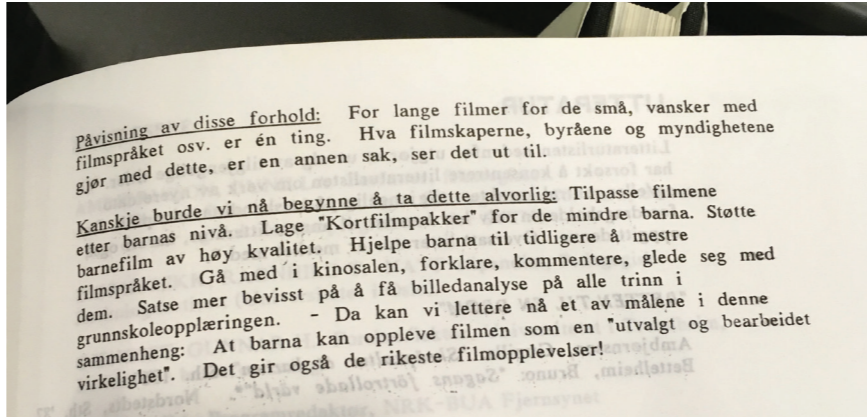 Påvisning av disse forhold: For lange filmer for de små, vansker med
filmspråket osv. er én ting. Hva filmskaperne, byråene og myndighetene
gjør med dette, er en annen sak, ser det ut til.
Kanskje burde vi nå begynne å ta dette alvorlig: Tilpasse filmene
etter barnas nivå. Lage "Kortfilmpakker" for de mindre barna. Støtte
barnefilm av høy kvalitet. Hjelpe barna til tidligere å mestre
filmspråket. Gå med i kinosalen, forklare, kommentere, glede seg med
dem. Satse mer bevisst på å få billedanalyse på alle trinn i
grunnskoleopplæringen. - Da kan vi lettere nå et av målene i denne
sammenheng: At barna kan oppleve filmen som en "utvalgt og bearbeidet
virkelighet". Det gir også de rikeste filmopplevelser!